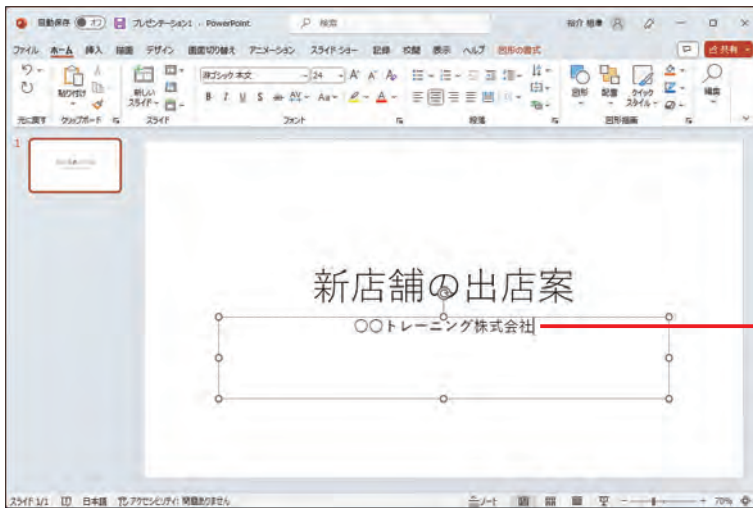 自動保存 オフ プレゼンテーション1 - PowerPoint 検索
ファイル ホーム 挿入 描画 デザイン 画面切り替え アニメーション スライド ショー 記録 校閲 表示 ヘルプ 図形の書式 共有
貼り付け 新しいスライド 游ゴシック本文 24 図形 配置 クイックスタイル 編集
B I U S ab AV Aa A
元に戻す クリップボード スライド フォント 段落 図形描画
1
新店舗の出店案
〇〇トレーニング株式会社
スライド 1/1 日本語 アクセシビリティ: 問題ありません ノート 70%